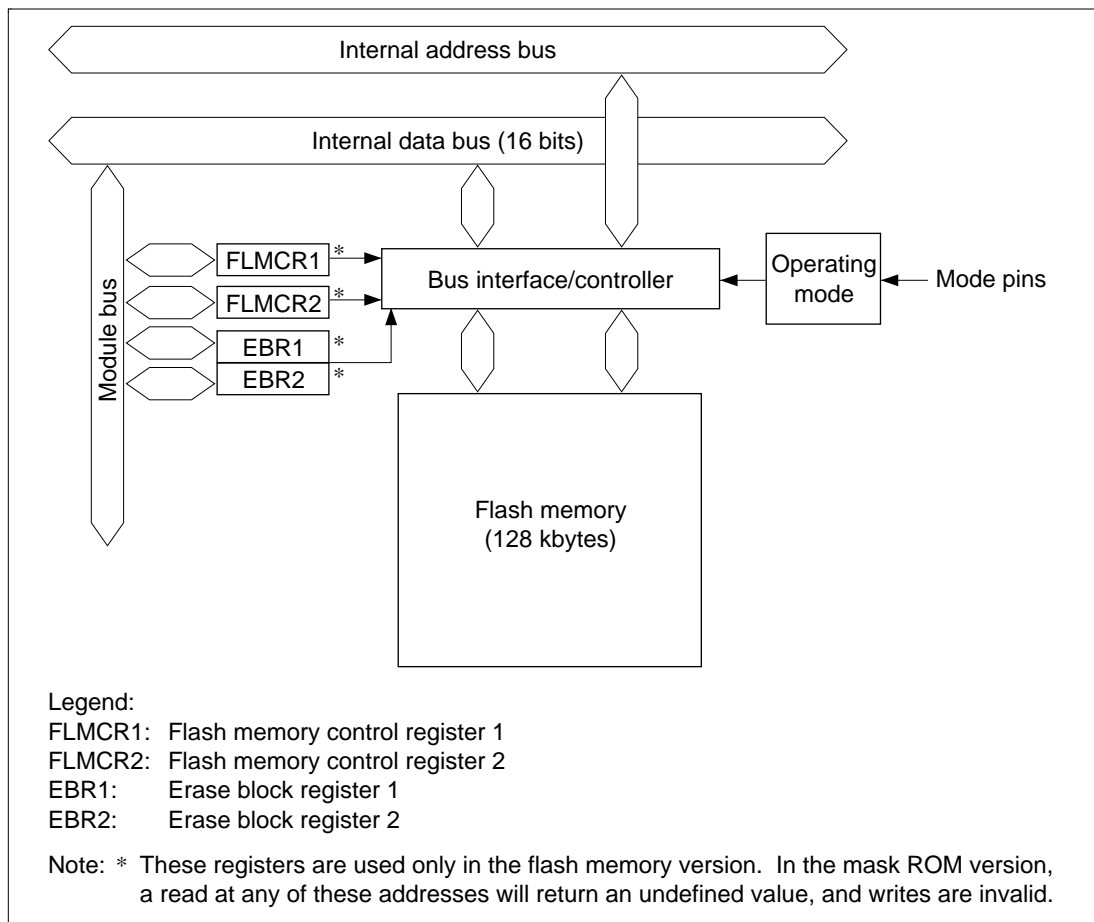 Internal address bus
Internal data bus (16 bits)
Module bus
FLMCR1
*
FLMCR2
*
EBR1
*
EBR2
*
Bus interface/controller
Operating
mode
Mode pins
Flash memory
(128 kbytes)
Legend:
FLMCR1: Flash memory control register 1
FLMCR2: Flash memory control register 2
EBR1: Erase block register 1
EBR2: Erase block register 2
Note: * These registers are used only in the flash memory version. In the mask ROM version,
a read at any of these addresses will return an undefined value, and writes are invalid.